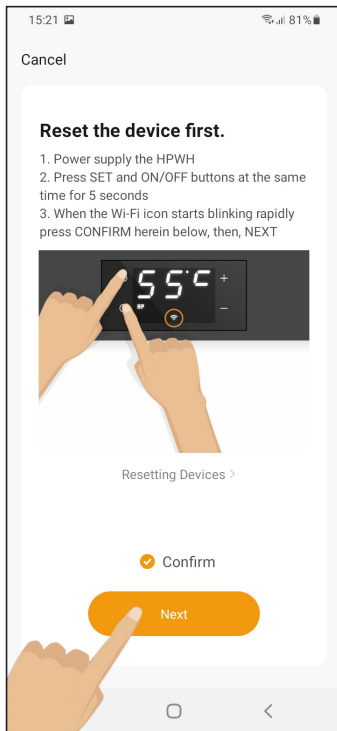 15:21 81%
Cancel
Reset the device first.
1. Power supply the HPWH
2. Press SET and ON/OFF buttons at the same
time for 5 seconds
3. When the Wi-Fi icon starts blinking rapidly
press CONFIRM herein below, then, NEXT
55°C +
HP −
Resetting Devices >
Confirm
Next